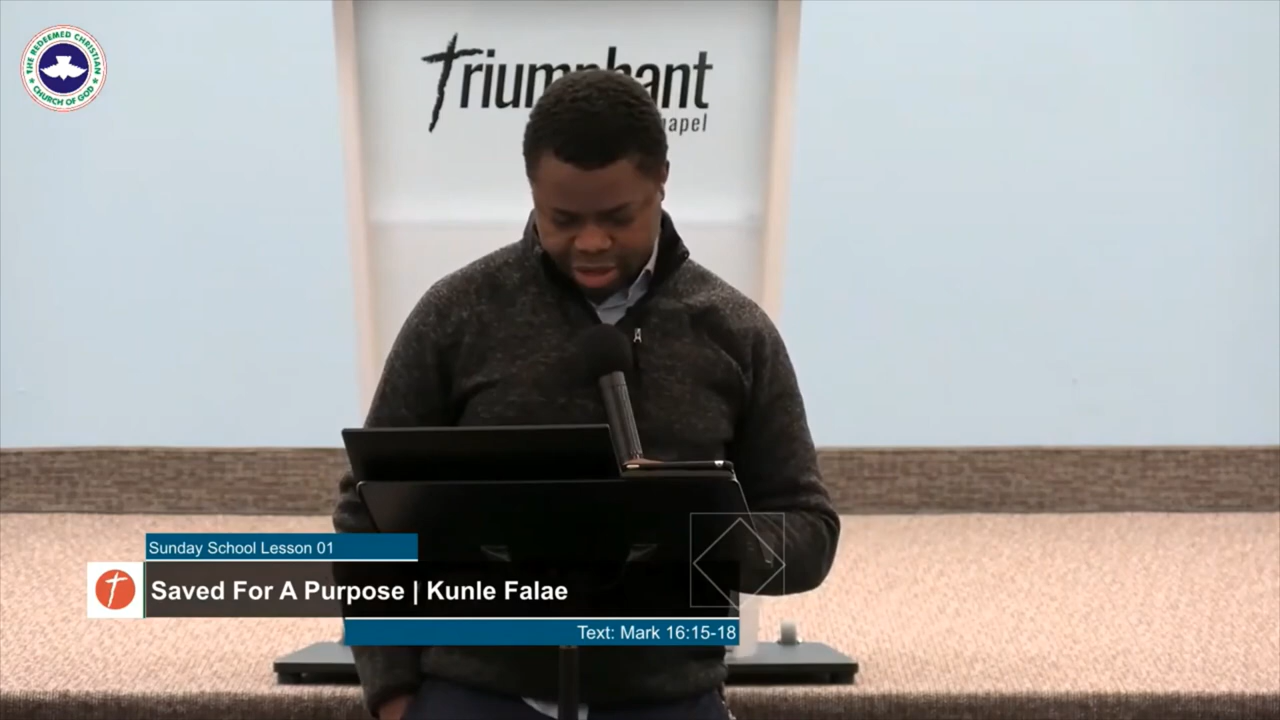 THE REDEEMED CHRISTIAN
CHURCH OF GOD
Triumphant
Sunday School Lesson 01
Saved For A Purpose | Kunle Falae
Text: Mark 16:15-18